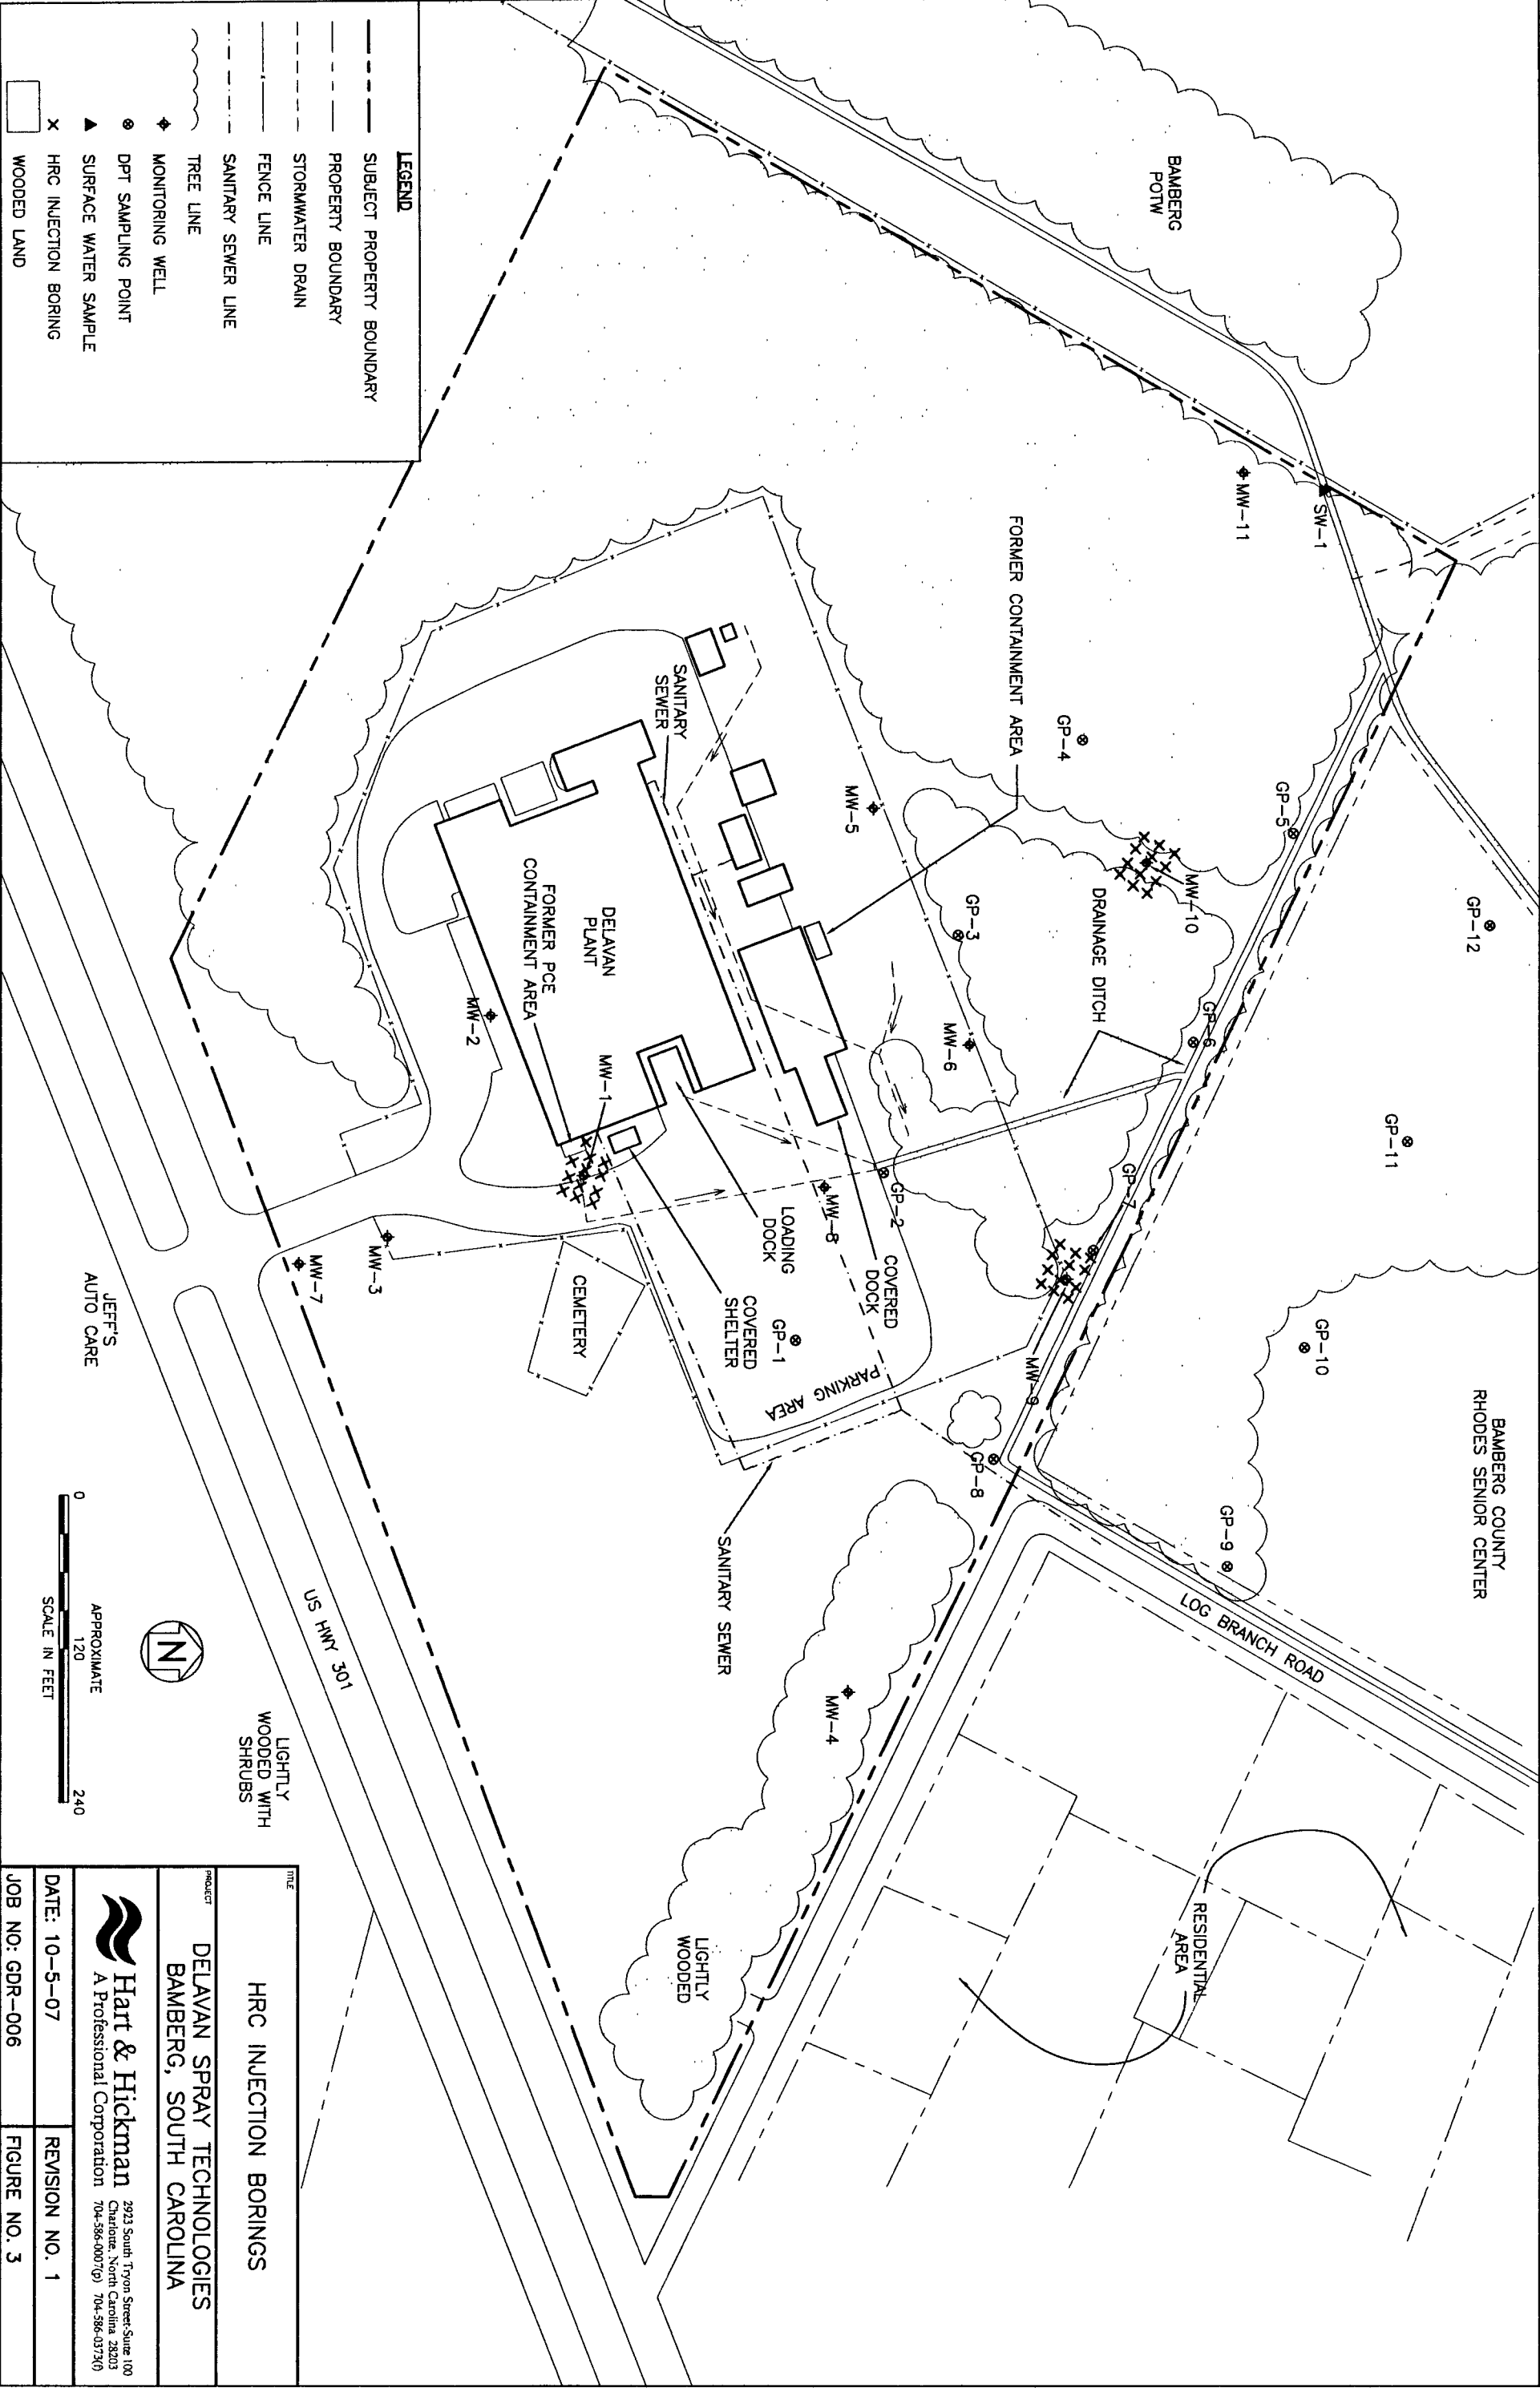 BAMBERG COUNTY
RHODES SENIOR CENTER
BAMBERG
POTW
GP-12
GP-11
GP-10
GP-9
LOG BRANCH ROAD
RESIDENTIAL
AREA
SW-1
MW-11
GP-5
GP-4
MW-10
GP-6
GP-7
MW-9
GP-8
FORMER CONTAINMENT AREA
DRAINAGE DITCH
GP-3
MW-6
MW-5
GP-2
MW-8
COVERED
DOCK
LOADING
DOCK
COVERED
SHELTER
GP-1
PARKING AREA
SANITARY SEWER
MW-4
LIGHTLY
WOODED
SANITARY
SEWER
DELAVAN
PLANT
FORMER PCE
CONTAINMENT AREA
MW-1
MW-2
CEMETERY
MW-3
MW-7
JEFF'S
AUTO CARE
US HWY 301
LIGHTLY
WOODED WITH
SHRUBS
N
LEGEND
SUBJECT PROPERTY BOUNDARY
PROPERTY BOUNDARY
STORMWATER DRAIN
FENCE LINE
SANITARY SEWER LINE
TREE LINE
MONITORING WELL
DPT SAMPLING POINT
SURFACE WATER SAMPLE
HRC INJECTION BORING
WOODED LAND
APPROXIMATE
0 120 240
SCALE IN FEET
TITLE
HRC INJECTION BORINGS
PROJECT
DELAVAN SPRAY TECHNOLOGIES
BAMBERG, SOUTH CAROLINA
Hart & Hickman
A Professional Corporation
2923 South Tryon Street-Suite 100
Charlotte, North Carolina 28203
704-586-0007(p) 704-586-0373(f)
DATE: 10-5-07
REVISION NO. 1
JOB NO: GDR-006
FIGURE NO. 3